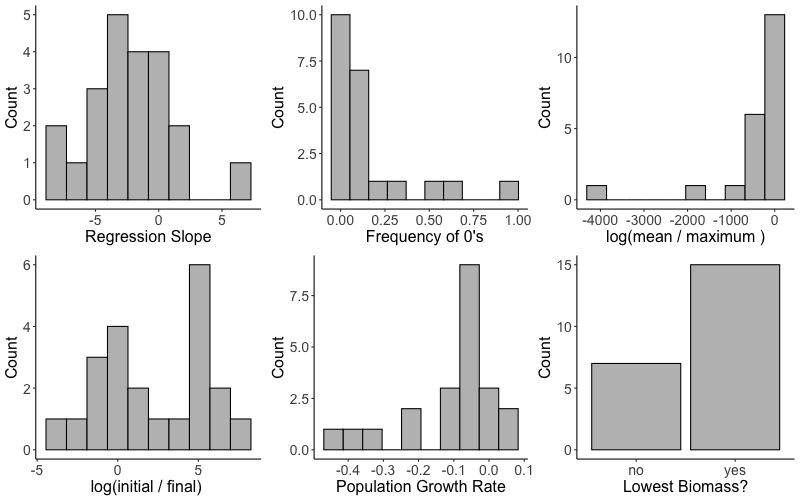 Count
5
4
3
2
1
0
-5 0 5
Regression Slope
Count
10.0
7.5
5.0
2.5
0.0
0.00 0.25 0.50 0.75 1.00
Frequency of 0's
Count
10
5
0
-4000 -3000 -2000 -1000 0
log(mean / maximum )
Count
6
4
2
0
-5 0 5
log(initial / final)
Count
7.5
5.0
2.5
0.0
-0.4 -0.3 -0.2 -0.1 0.0 0.1
Population Growth Rate
Count
15
10
5
0
no yes
Lowest Biomass?